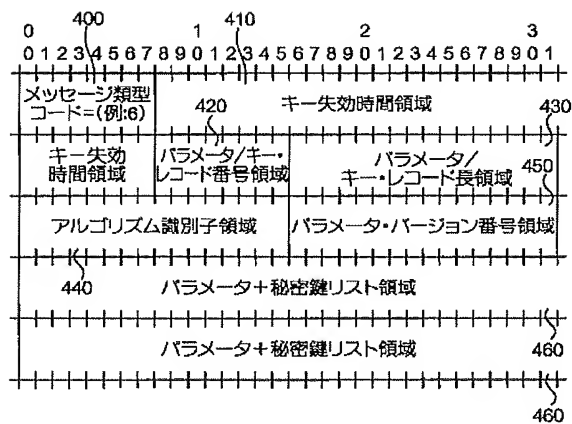 0 1 2 3
0 1 2 3 4 5 6 7 8 9 0 1 2 3 4 5 6 7 8 9 0 1 2 3 4 5 6 7 8 9 0 1
400
410
メッセージ類型
コード=(例:6)
キー失効時間領域
420
430
キー失効
時間領域
パラメータ/キー・
レコード番号領域
パラメータ/
キー・レコード長領域
450
アルゴリズム識別子領域
パラメータ・バージョン番号領域
440
パラメータ+秘密鍵リスト領域
パラメータ+秘密鍵リスト領域
460
460